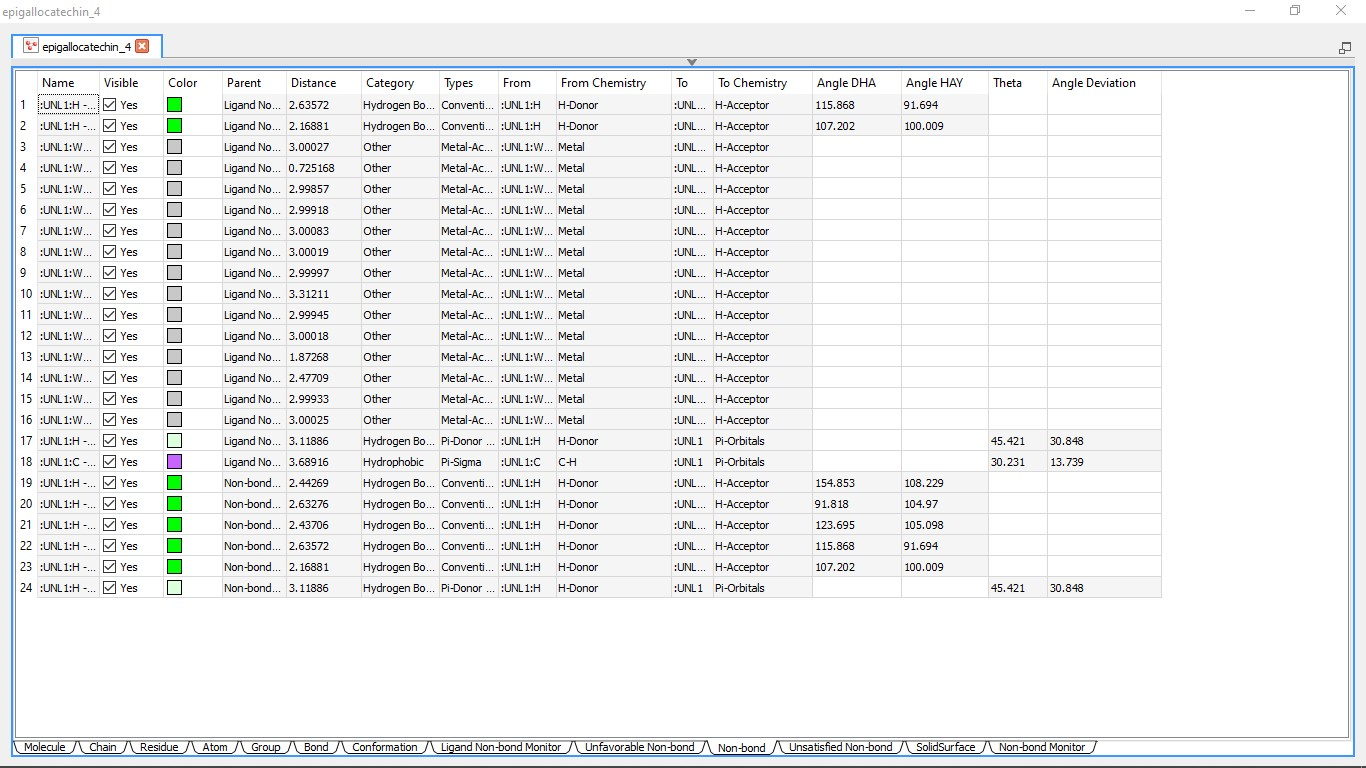 epigallocatechin_4
epigallocatechin_4
Name Visible Color Parent Distance Category Types From From Chemistry To To Chemistry Angle DHA Angle HAY Theta Angle Deviation
1 :UNL1:H -... Yes Ligand No... 2.63572 Hydrogen Bo... Conventi... :UNL1:H H-Donor :UNL... H-Acceptor 115.868 91.694
2 :UNL1:H -... Yes Ligand No... 2.16881 Hydrogen Bo... Conventi... :UNL1:H H-Donor :UNL... H-Acceptor 107.202 100.009
3 :UNL1:W... Yes Ligand No... 3.00027 Other Metal-Ac... :UNL1:W... Metal :UNL... H-Acceptor
4 :UNL1:W... Yes Ligand No... 0.725168 Other Metal-Ac... :UNL1:W... Metal :UNL... H-Acceptor
5 :UNL1:W... Yes Ligand No... 2.99857 Other Metal-Ac... :UNL1:W... Metal :UNL... H-Acceptor
6 :UNL1:W... Yes Ligand No... 2.99918 Other Metal-Ac... :UNL1:W... Metal :UNL... H-Acceptor
7 :UNL1:W... Yes Ligand No... 3.00083 Other Metal-Ac... :UNL1:W... Metal :UNL... H-Acceptor
8 :UNL1:W... Yes Ligand No... 3.00019 Other Metal-Ac... :UNL1:W... Metal :UNL... H-Acceptor
9 :UNL1:W... Yes Ligand No... 2.99997 Other Metal-Ac... :UNL1:W... Metal :UNL... H-Acceptor
10 :UNL1:W... Yes Ligand No... 3.31211 Other Metal-Ac... :UNL1:W... Metal :UNL... H-Acceptor
11 :UNL1:W... Yes Ligand No... 2.99945 Other Metal-Ac... :UNL1:W... Metal :UNL... H-Acceptor
12 :UNL1:W... Yes Ligand No... 3.00018 Other Metal-Ac... :UNL1:W... Metal :UNL... H-Acceptor
13 :UNL1:W... Yes Ligand No... 1.87268 Other Metal-Ac... :UNL1:W... Metal :UNL... H-Acceptor
14 :UNL1:W... Yes Ligand No... 2.47709 Other Metal-Ac... :UNL1:W... Metal :UNL... H-Acceptor
15 :UNL1:W... Yes Ligand No... 2.99933 Other Metal-Ac... :UNL1:W... Metal :UNL... H-Acceptor
16 :UNL1:W... Yes Ligand No... 3.00025 Other Metal-Ac... :UNL1:W... Metal :UNL... H-Acceptor
17 :UNL1:H -... Yes Ligand No... 3.11886 Hydrogen Bo... Pi-Donor ... :UNL1:H H-Donor :UNL1 Pi-Orbitals 45.421 30.848
18 :UNL1:C -... Yes Ligand No... 3.68916 Hydrophobic Pi-Sigma :UNL1:C C-H :UNL1 Pi-Orbitals 30.231 13.739
19 :UNL1:H -... Yes Non-bond... 2.44269 Hydrogen Bo... Conventi... :UNL1:H H-Donor :UNL... H-Acceptor 154.853 108.229
20 :UNL1:H -... Yes Non-bond... 2.63276 Hydrogen Bo... Conventi... :UNL1:H H-Donor :UNL... H-Acceptor 91.818 104.97
21 :UNL1:H -... Yes Non-bond... 2.43706 Hydrogen Bo... Conventi... :UNL1:H H-Donor :UNL... H-Acceptor 123.695 105.098
22 :UNL1:H -... Yes Non-bond... 2.63572 Hydrogen Bo... Conventi... :UNL1:H H-Donor :UNL... H-Acceptor 115.868 91.694
23 :UNL1:H -... Yes Non-bond... 2.16881 Hydrogen Bo... Conventi... :UNL1:H H-Donor :UNL... H-Acceptor 107.202 100.009
24 :UNL1:H -... Yes Non-bond... 3.11886 Hydrogen Bo... Pi-Donor ... :UNL1:H H-Donor :UNL1 Pi-Orbitals 45.421 30.848
Molecule Chain Residue Atom Group Bond Conformation Ligand Non-bond Monitor Unfavorable Non-bond Non-bond Unsatisfied Non-bond SolidSurface Non-bond Monitor